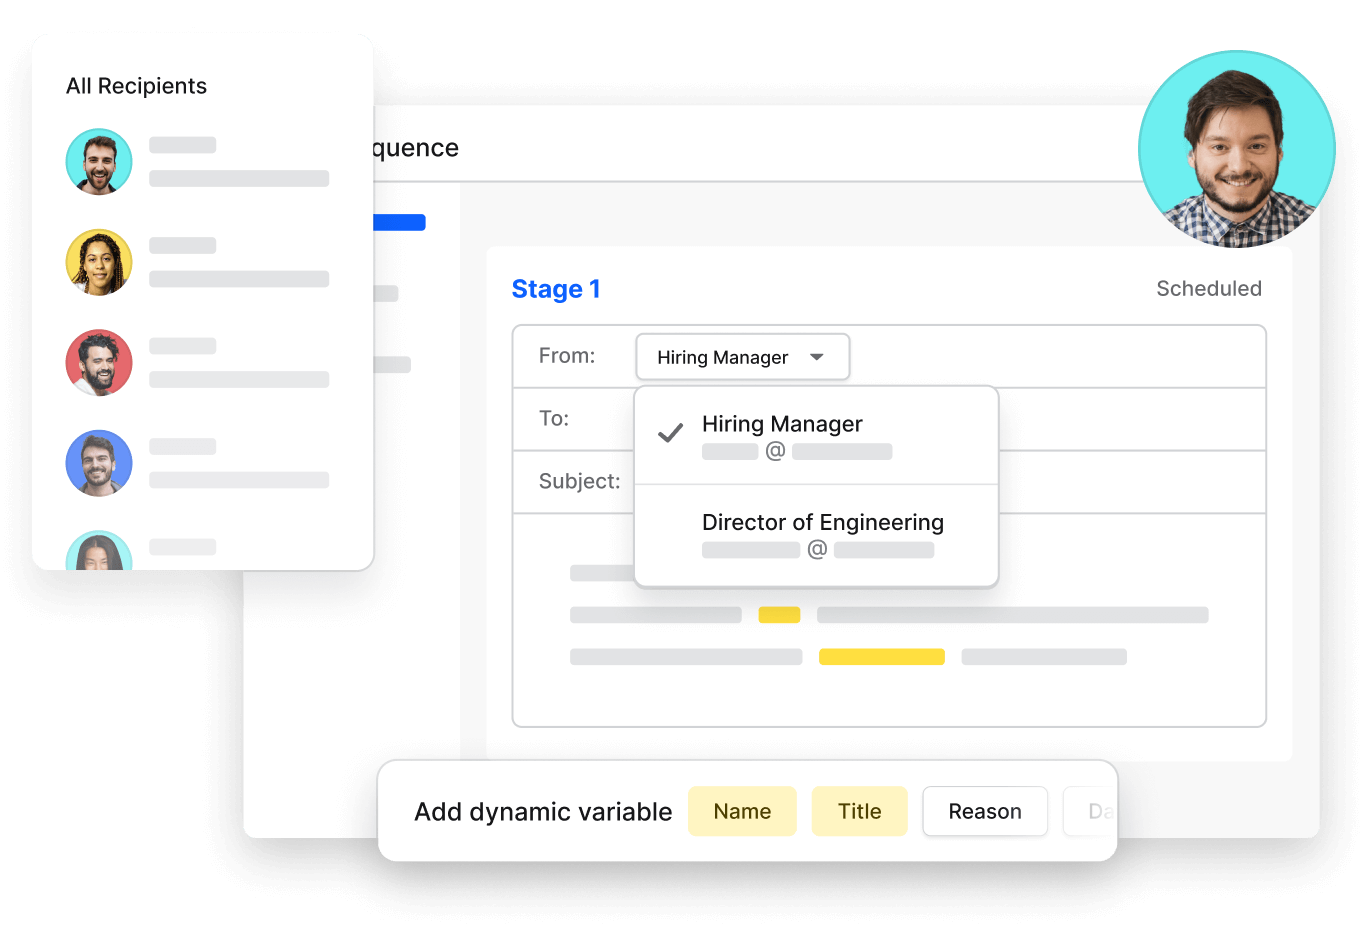 All Recipients
quence
Stage 1
Scheduled
From:
Hiring Manager
To:
Subject:
Hiring Manager
@
Director of Engineering
@
Add dynamic variable
Name
Title
Reason
Da